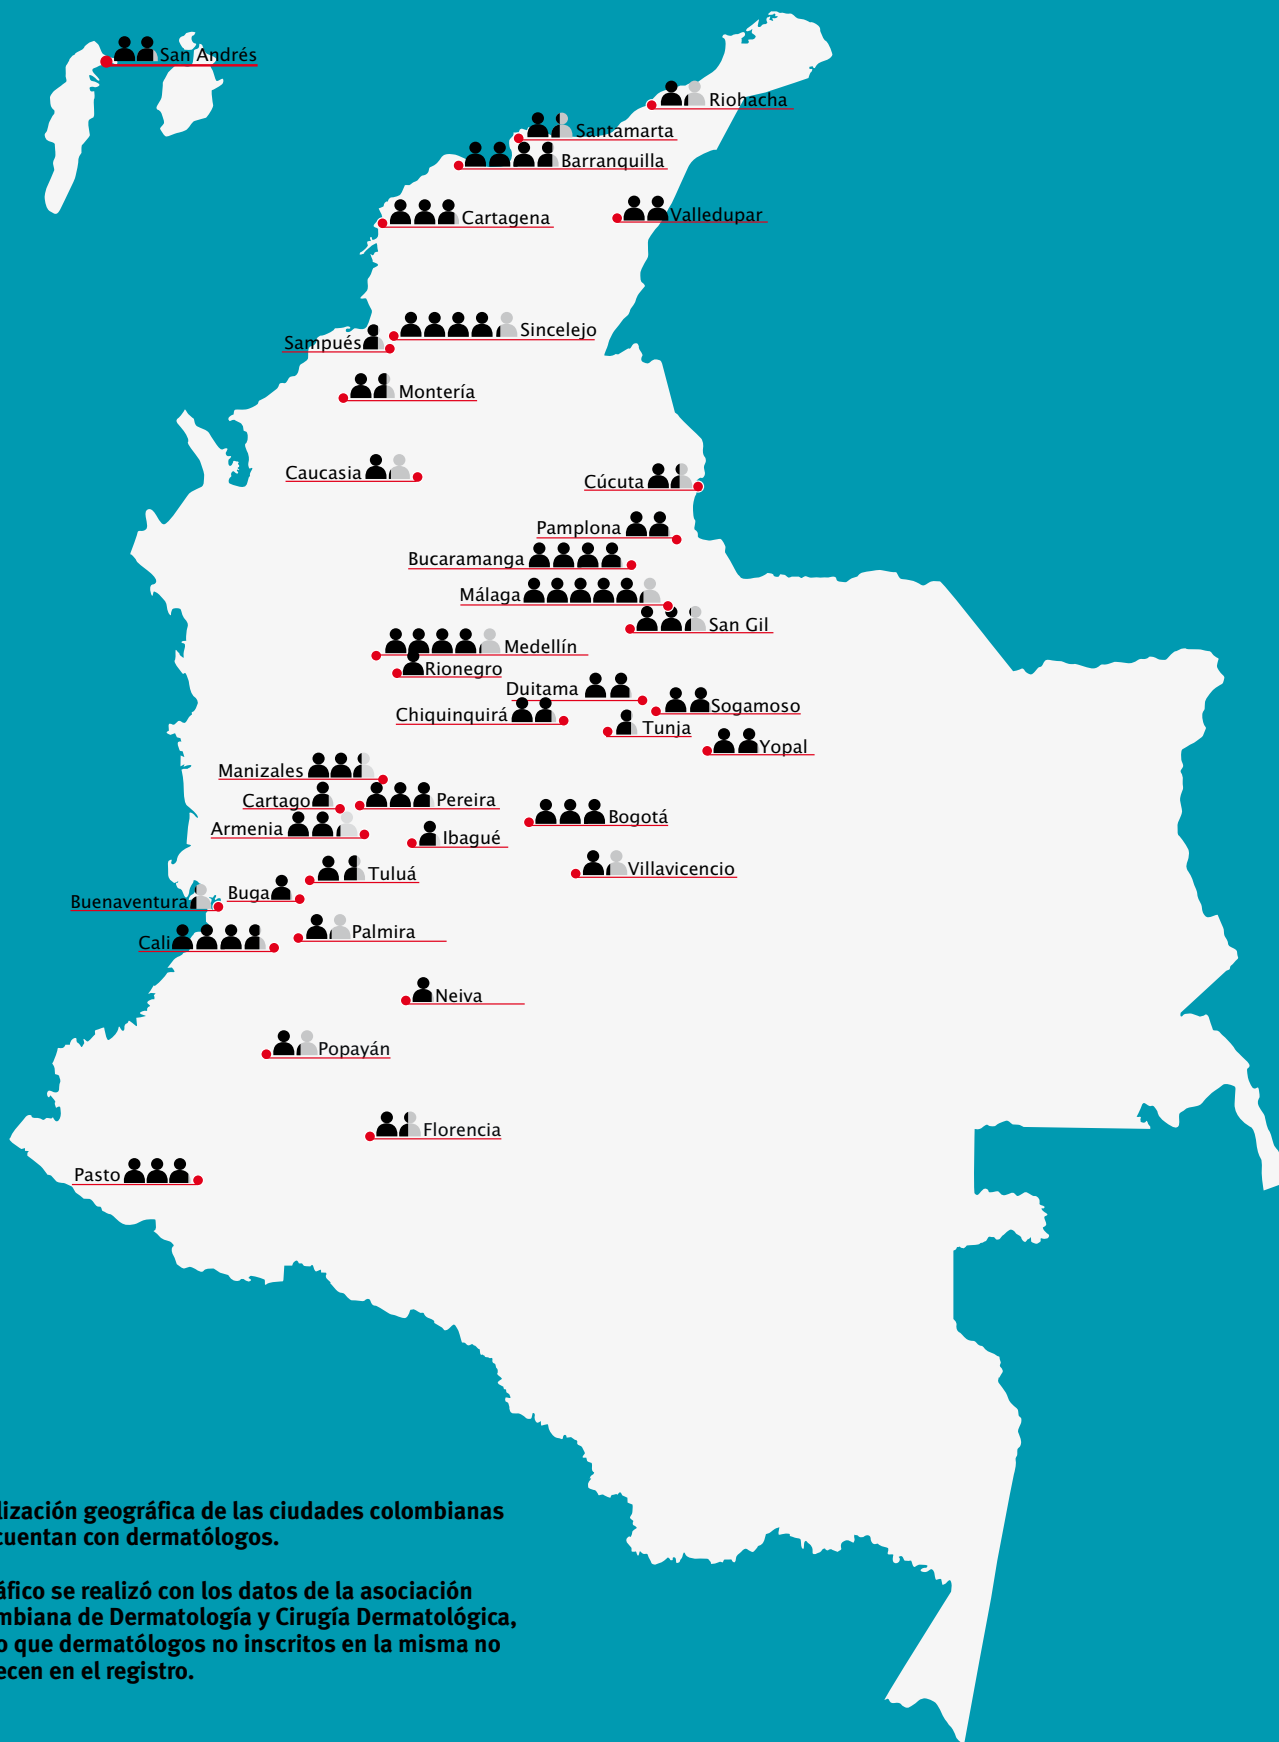 San Andrés
Riohacha
Santamarta
Barranquilla
Cartagena
Valledupar
Sincelejo
Sampués
Montería
Caucasia
Cúcuta
Pamplona
Bucaramanga
Málaga
San Gil
Medellín
Rionegro
Duitama
Sogamoso
Chiquinquirá
Tunja
Yopal
Manizales
Cartago
Pereira
Armenia
Bogotá
Ibagué
Tuluá
Villavicencio
Buga
Buenaventura
Palmira
Cali
Neiva
Popayán
Florencia
Pasto
lización geográfica de las ciudades colombianas
cuentan con dermatólogos.
áfico se realizó con los datos de la asociación
mbiana de Dermatología y Cirugía Dermatológica,
o que dermatólogos no inscritos en la misma no
ecen en el registro.